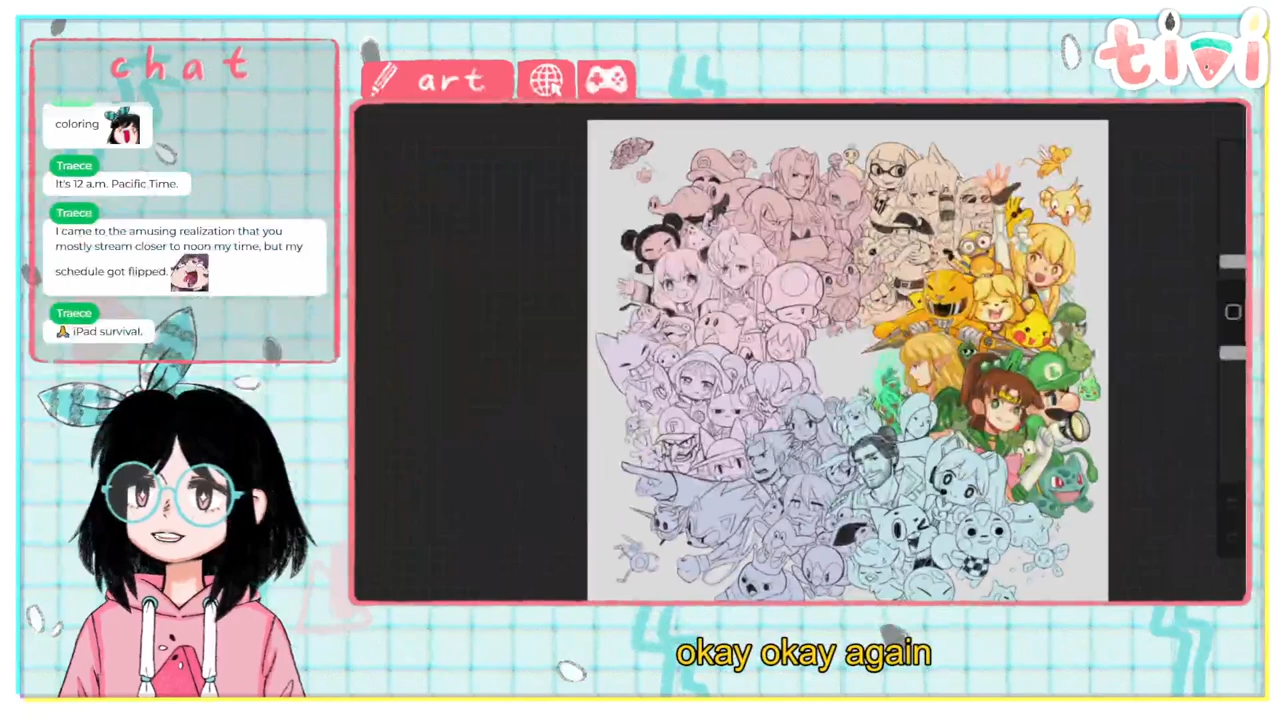 tivi
chat
art
coloring
Traece
It's 12 a.m. Pacific Time.
Traece
I came to the amusing realization that you
mostly stream closer to noon my time, but my
schedule got flipped.
Traece
🙏 iPad survival.
L
okay okay again